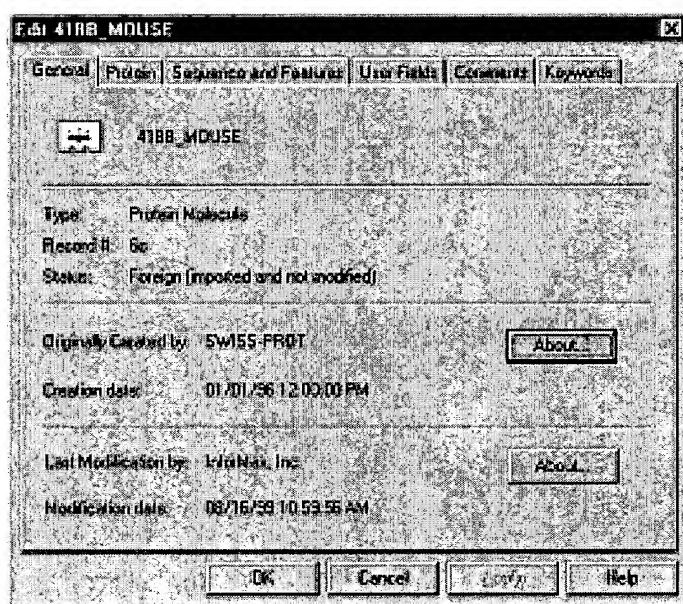 Edit 41BB_MOUSE
General Protein Sequence and Features User Fields Comments Keywords
41BB_MOUSE
Type: Protein Molecule
Record #:
Status: Foreign (imported and not modified)
Originally Created by: SWISS-PROT About...
Creation date: 01/01/96 12:00:00 PM
Last Modification by: InforMax, Inc. About...
Modification date: 08/16/99 10:53:56 AM
OK Cancel Apply Help